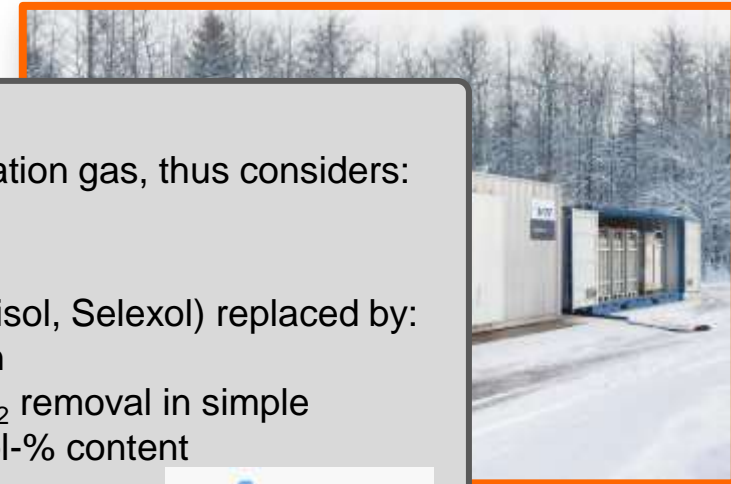 ation gas, thus considers:
isol, Selexol) replaced by:
n
₂ removal in simple
l-% content